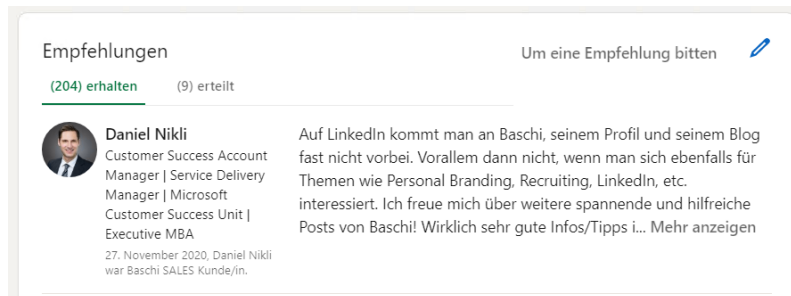 Empfehlungen
Um eine Empfehlung bitten
(204) erhalten
(9) erteilt
Daniel Nikli
Customer Success Account
Manager | Service Delivery
Manager | Microsoft
Customer Success Unit |
Executive MBA
27. November 2020, Daniel Nikli
war Baschi SALES Kunde/in.
Auf LinkedIn kommt man an Baschi, seinem Profil und seinem Blog
fast nicht vorbei. Vorallem dann nicht, wenn man sich ebenfalls für
Themen wie Personal Branding, Recruiting, LinkedIn, etc.
interessiert. Ich freue mich über weitere spannende und hilfreiche
Posts von Baschi! Wirklich sehr gute Infos/Tipps i... Mehr anzeigen